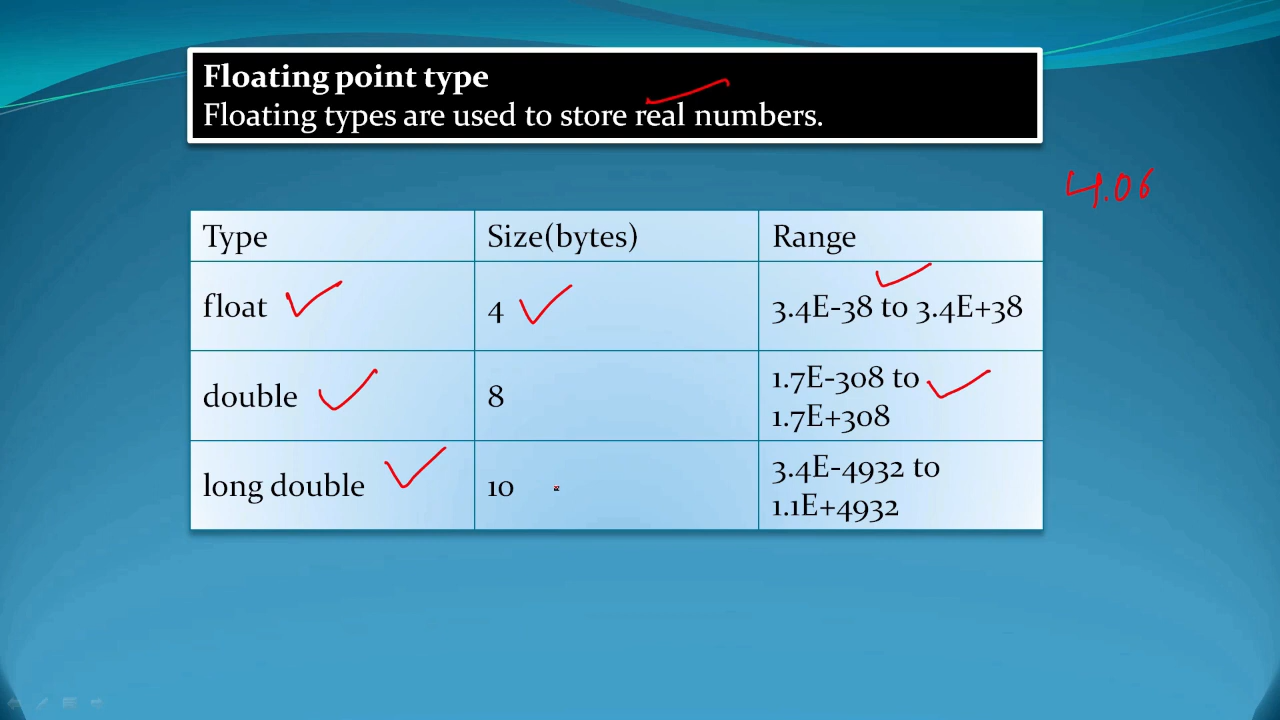 Floating point type
Floating types are used to store real numbers.
4.06
Type Size(bytes) Range
float 4 3.4E-38 to 3.4E+38
double 8 1.7E-308 to
1.7E+308
long double 10 3.4E-4932 to
1.1E+4932